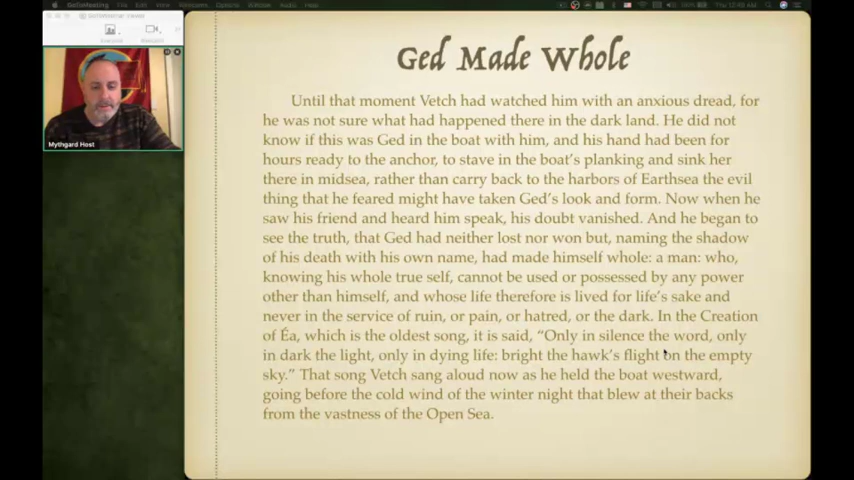 Ged Made Whole
Until that moment Vetch had watched him with an anxious dread, for
he was not sure what had happened there in the dark land. He did not
know if this was Ged in the boat with him, and his hand had been for
hours ready to the anchor, to stave in the boat's planking and sink her
there in midsea, rather than carry back to the harbors of Earthsea the evil
thing that he feared might have taken Ged's look and form. Now when he
saw his friend and heard him speak, his doubt vanished. And he began to
see the truth, that Ged had neither lost nor won but, naming the shadow
of his death with his own name, had made himself whole: a man: who,
knowing his whole true self, cannot be used or possessed by any power
other than himself, and whose life therefore is lived for life's sake and
never in the service of ruin, or pain, or hatred, or the dark. In the Creation
of Éa, which is the oldest song, it is said, “Only in silence the word, only
in dark the light, only in dying life: bright the hawk's flight on the empty
sky.” That song Vetch sang aloud now as he held the boat westward,
going before the cold wind of the winter night that blew at their backs
from the vastness of the Open Sea.
Mythgard Host